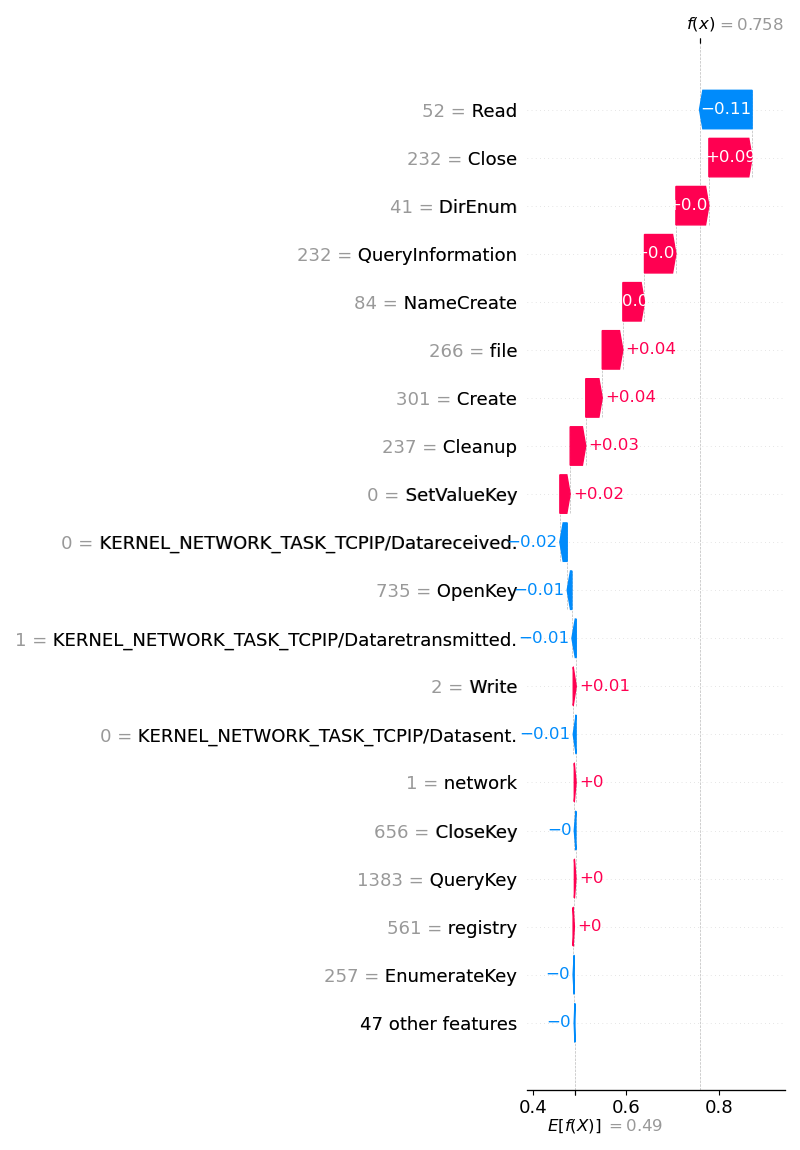 f(x) = 0.758
52 = Read −0.11
232 = Close +0.09
41 = DirEnum
232 = QueryInformation
84 = NameCreate
266 = file +0.04
301 = Create +0.04
237 = Cleanup +0.03
0 = SetValueKey +0.02
0 = KERNEL_NETWORK_TASK_TCPIP/Datareceived. −0.02
735 = OpenKey −0.01
1 = KERNEL_NETWORK_TASK_TCPIP/Dataretransmitted. −0.01
2 = Write +0.01
0 = KERNEL_NETWORK_TASK_TCPIP/Datasent. −0.01
1 = network +0
656 = CloseKey −0
1383 = QueryKey +0
561 = registry +0
257 = EnumerateKey −0
47 other features −0
0.4 0.6 0.8
E[f(X)] = 0.49